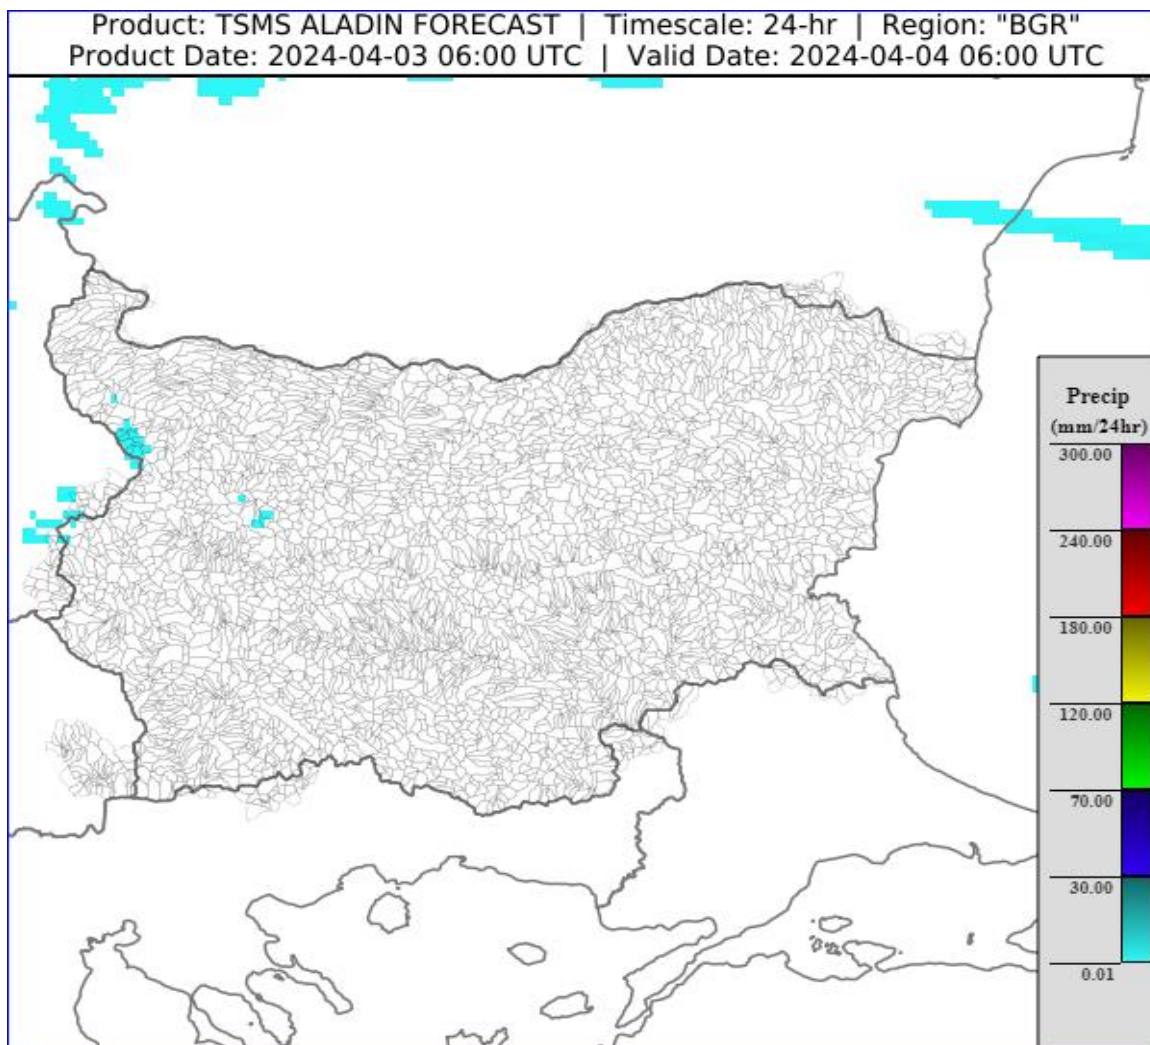 Product: TSMS ALADIN FORECAST | Timescale: 24-hr | Region: "BGR"
Product Date: 2024-04-03 06:00 UTC | Valid Date: 2024-04-04 06:00 UTC
Precip
(mm/24hr)
300.00
240.00
180.00
120.00
70.00
30.00
0.01